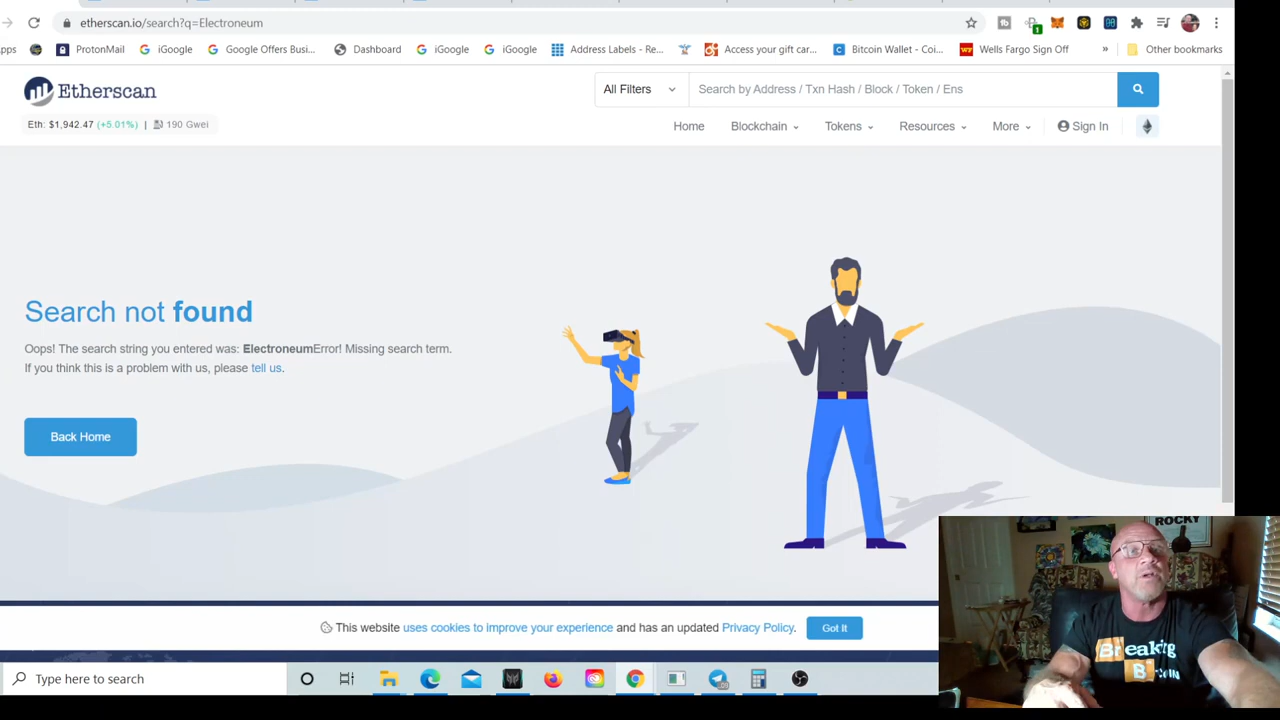 etherscan.io/search?q=Electroneum
ProtonMail
iGoogle
Google Offers Busi...
Dashboard
iGoogle
iGoogle
Address Labels - Re...
Access your gift car...
Bitcoin Wallet - Coi...
Wells Fargo Sign Off
»
Other bookmarks
Etherscan
All Filters
Search by Address / Txn Hash / Block / Token / Ens
Eth: $1,942.47 (+5.01%) | 190 Gwei
Home
Blockchain
Tokens
Resources
More
Sign In
Search not found
Oops! The search string you entered was: ElectroneumError! Missing search term.
If you think this is a problem with us, please tell us.
Back Home
ROCKY
This website uses cookies to improve your experience and has an updated Privacy Policy.
Got It
Breaking
Type here to search